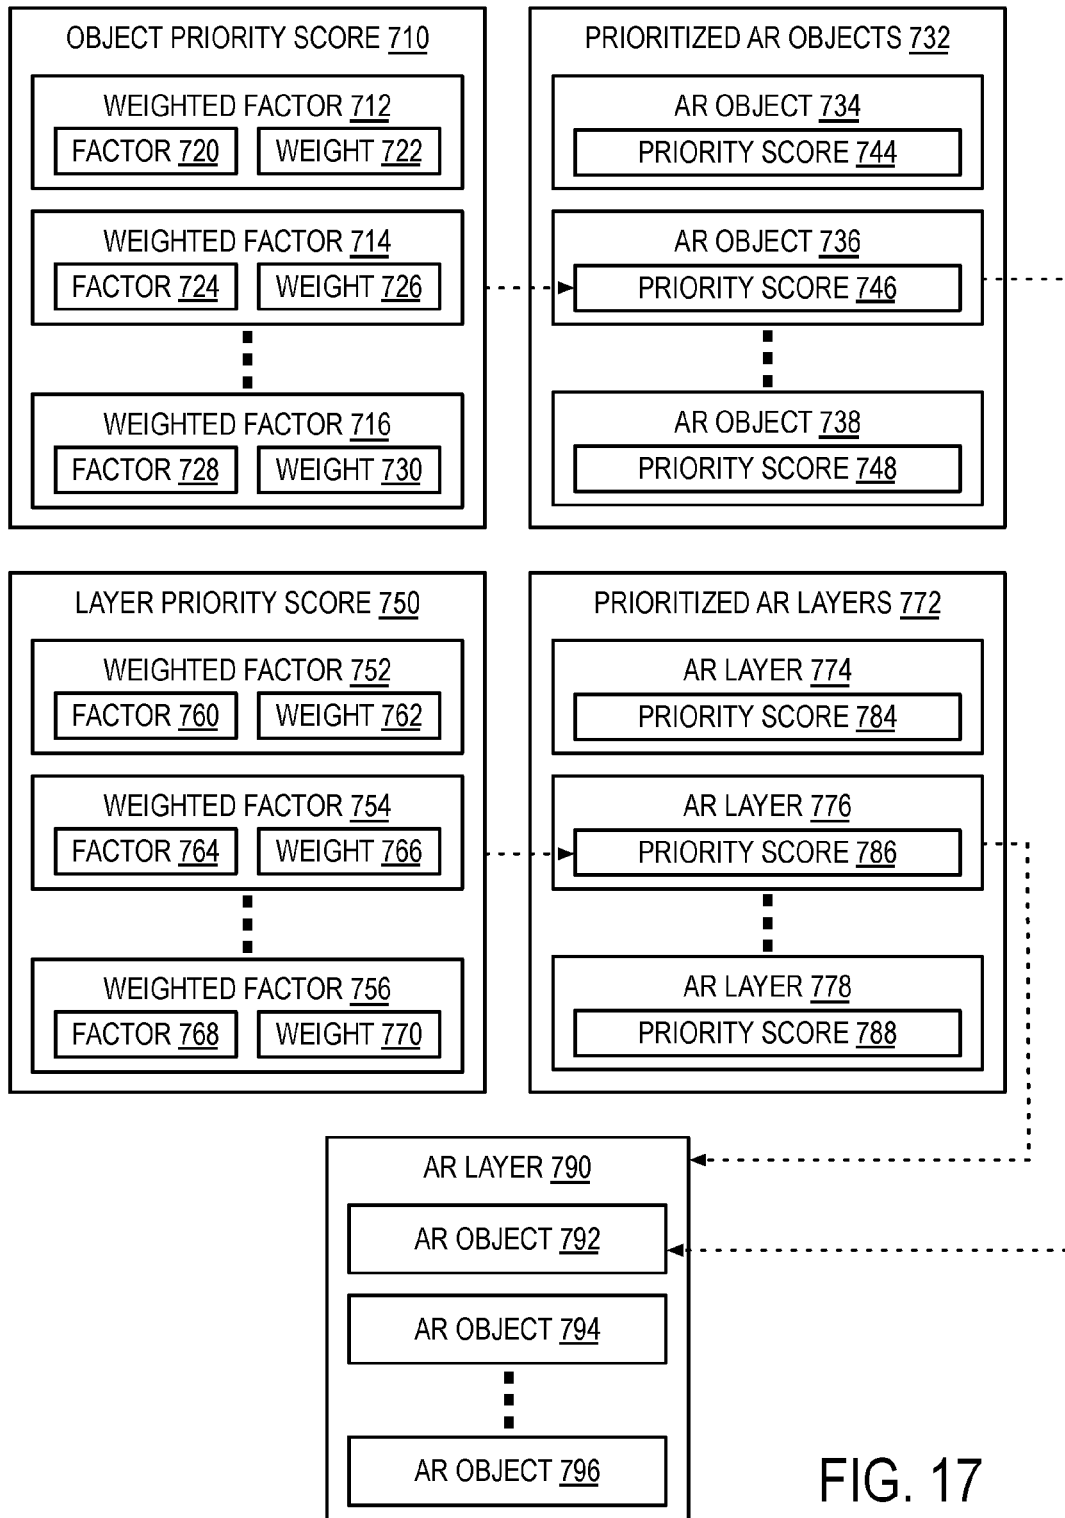 OBJECT PRIORITY SCORE 710
WEIGHTED FACTOR 712
FACTOR 720
WEIGHT 722
WEIGHTED FACTOR 714
FACTOR 724
WEIGHT 726
WEIGHTED FACTOR 716
FACTOR 728
WEIGHT 730
PRIORITIZED AR OBJECTS 732
AR OBJECT 734
PRIORITY SCORE 744
AR OBJECT 736
PRIORITY SCORE 746
AR OBJECT 738
PRIORITY SCORE 748
LAYER PRIORITY SCORE 750
WEIGHTED FACTOR 752
FACTOR 760
WEIGHT 762
WEIGHTED FACTOR 754
FACTOR 764
WEIGHT 766
WEIGHTED FACTOR 756
FACTOR 768
WEIGHT 770
PRIORITIZED AR LAYERS 772
AR LAYER 774
PRIORITY SCORE 784
AR LAYER 776
PRIORITY SCORE 786
AR LAYER 778
PRIORITY SCORE 788
AR LAYER 790
AR OBJECT 792
AR OBJECT 794
AR OBJECT 796
FIG. 17